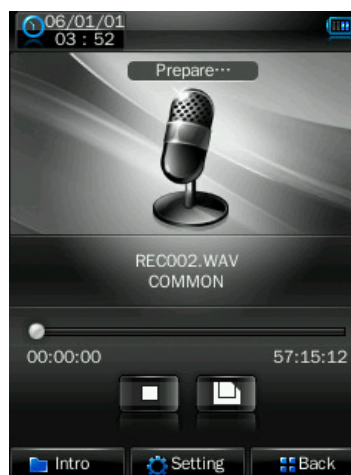 06/01/01
03 : 52
Prepare···
REC002.WAV
COMMON
00:00:00
57:15:12
Intro
Setting
Back